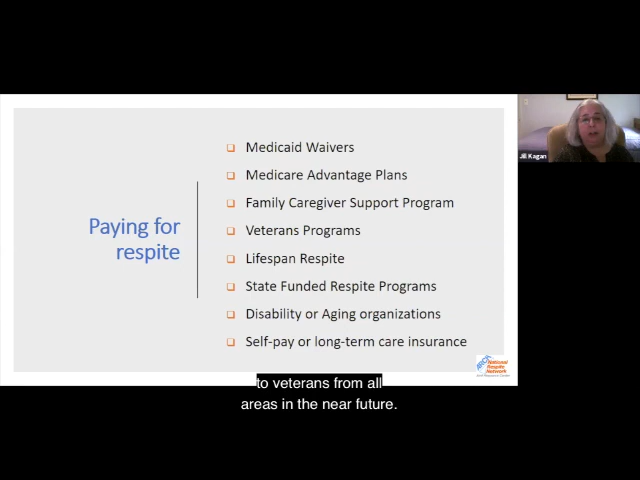 Paying for
respite
Medicaid Waivers
Medicare Advantage Plans
Family Caregiver Support Program
Veterans Programs
Lifespan Respite
State Funded Respite Programs
Disability or Aging organizations
Self-pay or long-term care insurance
Jill Kagan
ARCH
National
Respite
Network
to veterans from all
areas in the near future.